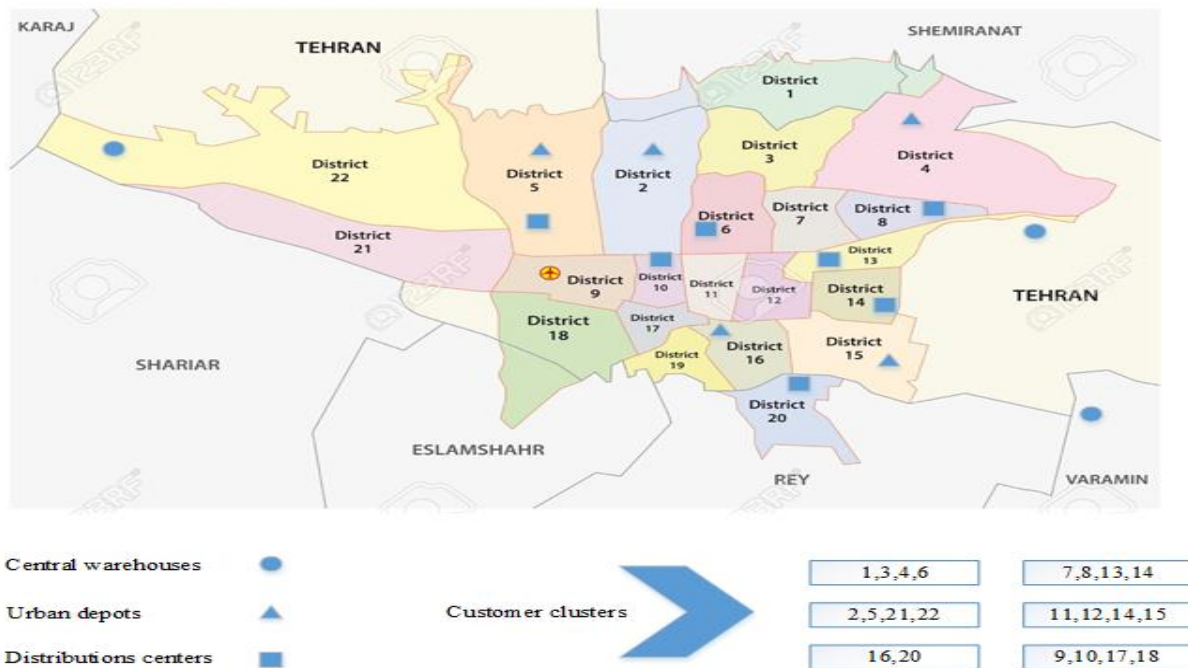 KARAJ
TEHRAN
SHEMIRANAT
District
1
District
3
District
4
District
22
District
5
District
2
District
6
District
7
District
8
District
21
District
13
District
9
District
10
District
11
District
12
District
14
TEHRAN
District
18
District
17
District
16
District
15
District
19
SHARIAR
District
20
ESLAMSHAHR
REY
VARAMIN
123RF
Central warehouses
Urban depots
Distributions centers
Customer clusters
1,3,4,6
7,8,13,14
2,5,21,22
11,12,14,15
16,20
9,10,17,18